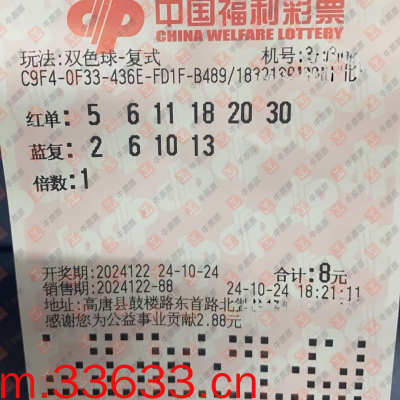 中国福利彩票
CHINA WELFARE LOTTERY
玩法:双色球-复式
机号:
C9F4-0F33-436E-FD1F-B489/
红单: 5 6 11 18 20 30
蓝复: 2 6 10 13
倍数:1
开奖期:2024122 24-10-24 合计:8元
销售期:2024122-88 24-10-24 18:21:11
地址:高唐县鼓楼路东首路北
感谢您为公益事业贡献2.88元
m.33633.cn